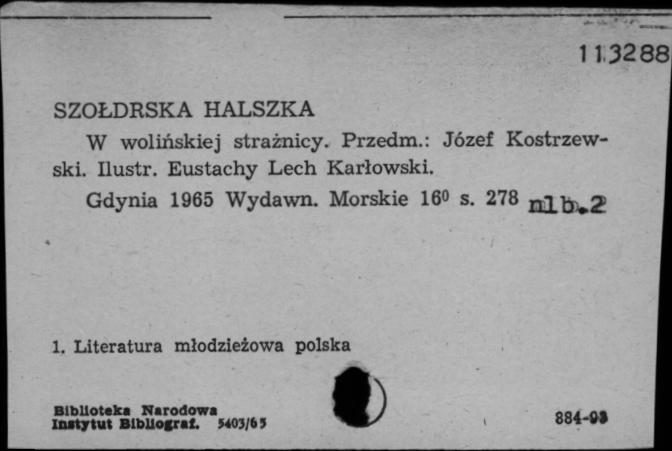 113288
SZOŁDRSKA HALSZKA
W wolińskiej strażnicy. Przedm.: Józef Kostrzew-
ski. Ilustr. Eustachy Lech Karłowski.
Gdynia 1965 Wydawn. Morskie 16⁰ s. 278 nlb.2
1. Literatura młodzieżowa polska
Biblioteka Narodowa
Instytut Bibliograf. 5403/65
884-93